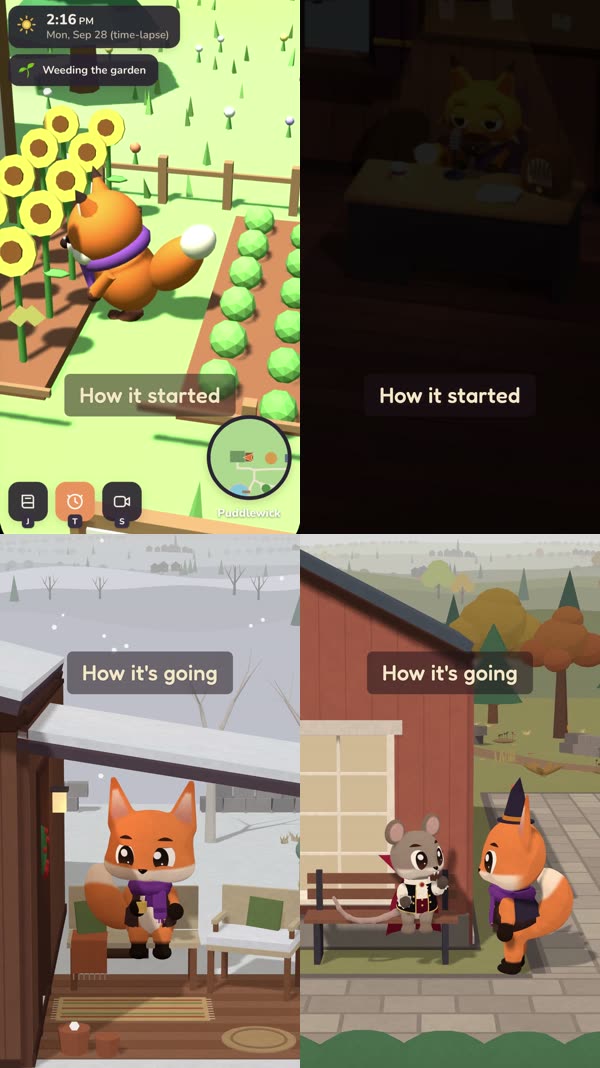 2:16 PM
Mon, Sep 28 (time-lapse)
Weeding the garden
How it started
J
T
S
Puddlewick
How it started
How it's going
How it's going